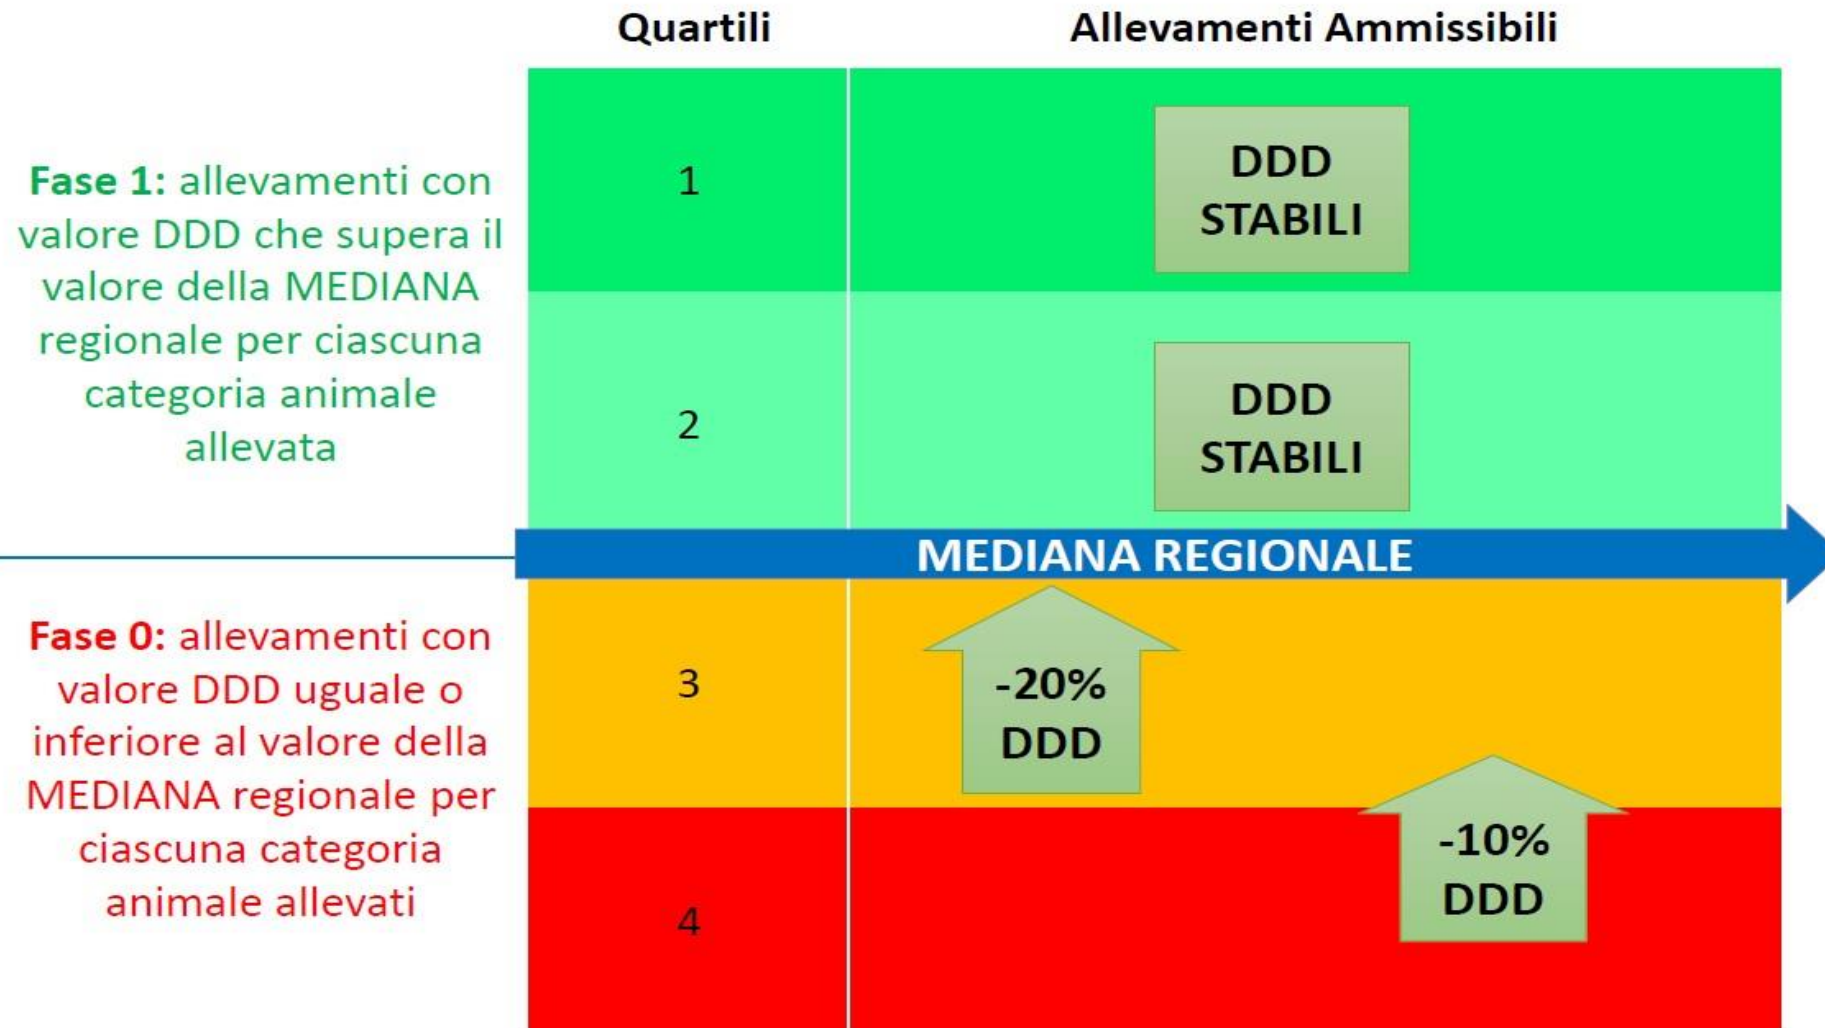 Quartili
Allevamenti Ammissibili
Fase 1: allevamenti con
valore DDD che supera il
valore della MEDIANA
regionale per ciascuna
categoria animale
allevata
1
DDD
STABILI
2
DDD
STABILI
MEDIANA REGIONALE
Fase 0: allevamenti con
valore DDD uguale o
inferiore al valore della
MEDIANA regionale per
ciascuna categoria
animale allevati
3
-20%
DDD
4
-10%
DDD